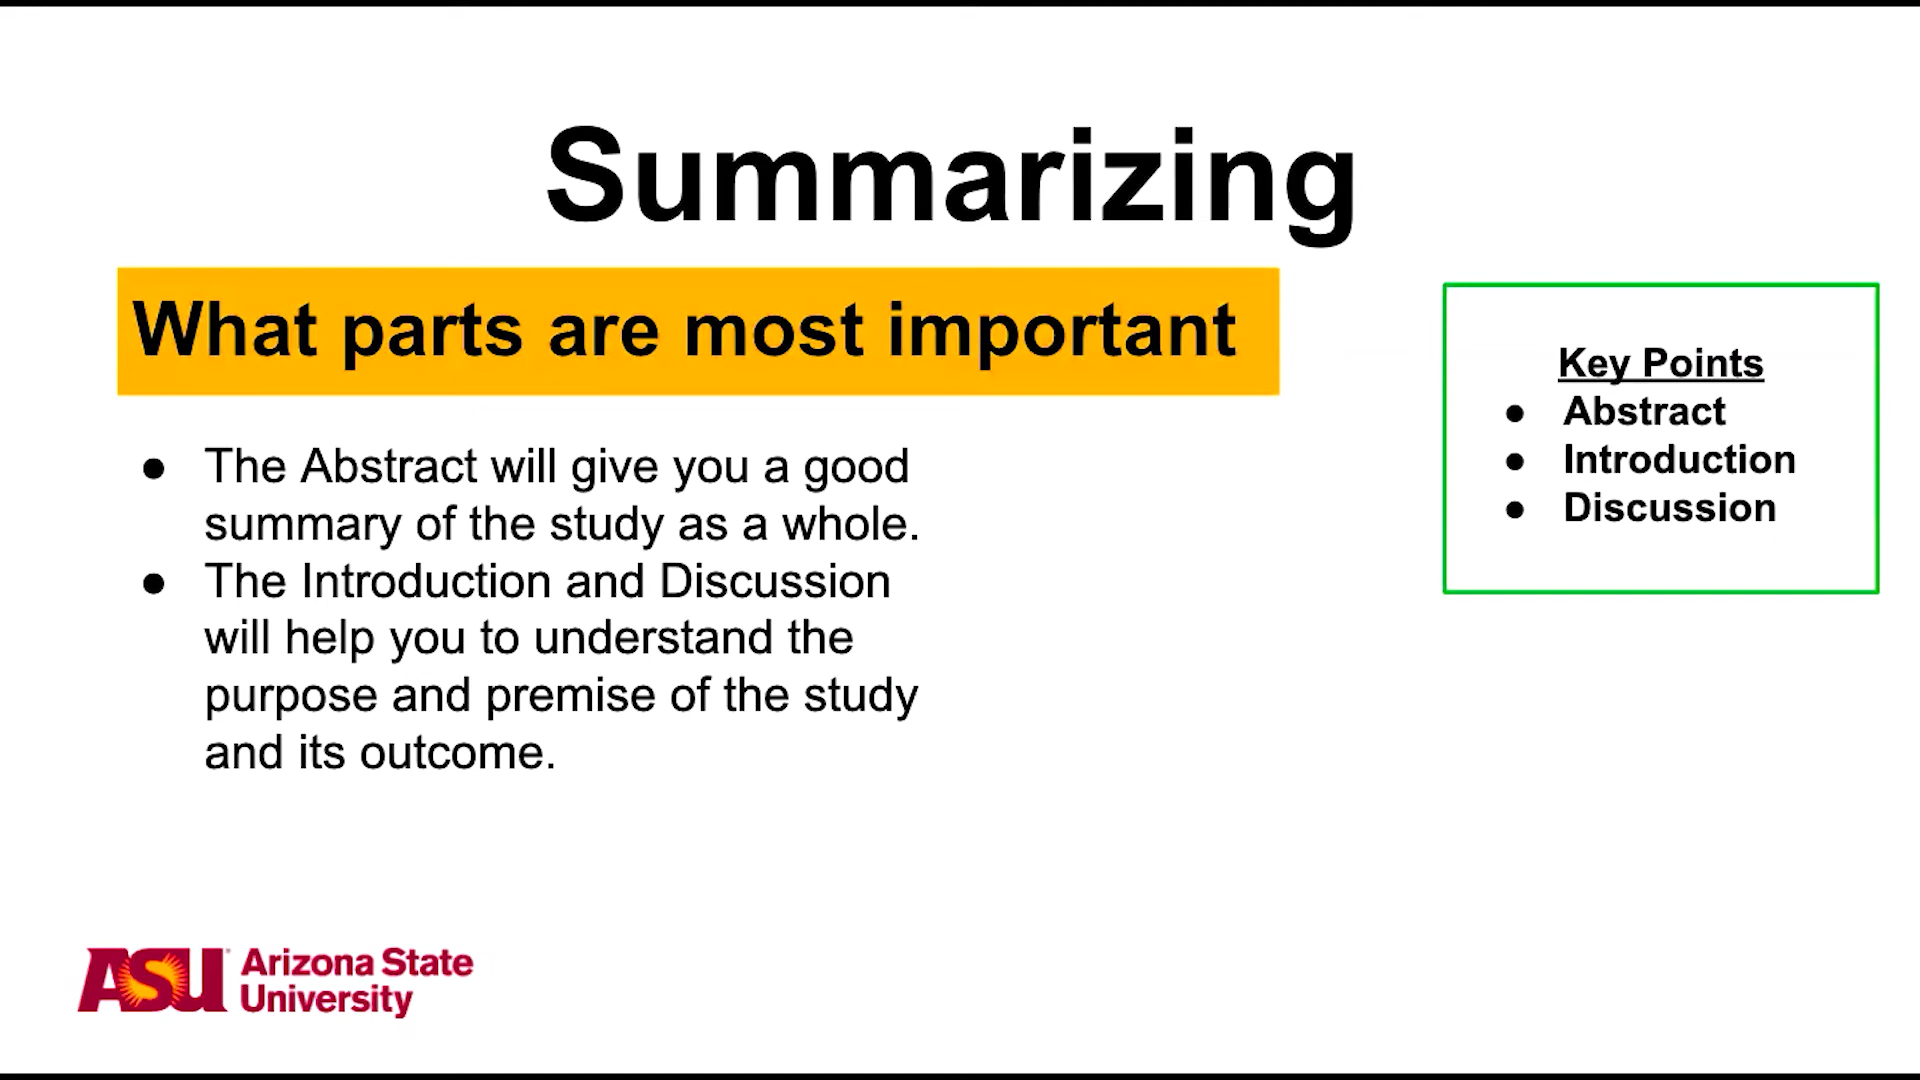 Summarizing
What parts are most important
● The Abstract will give you a good
summary of the study as a whole.
● The Introduction and Discussion
will help you to understand the
purpose and premise of the study
and its outcome.
Key Points
● Abstract
● Introduction
● Discussion
ASU Arizona State
University